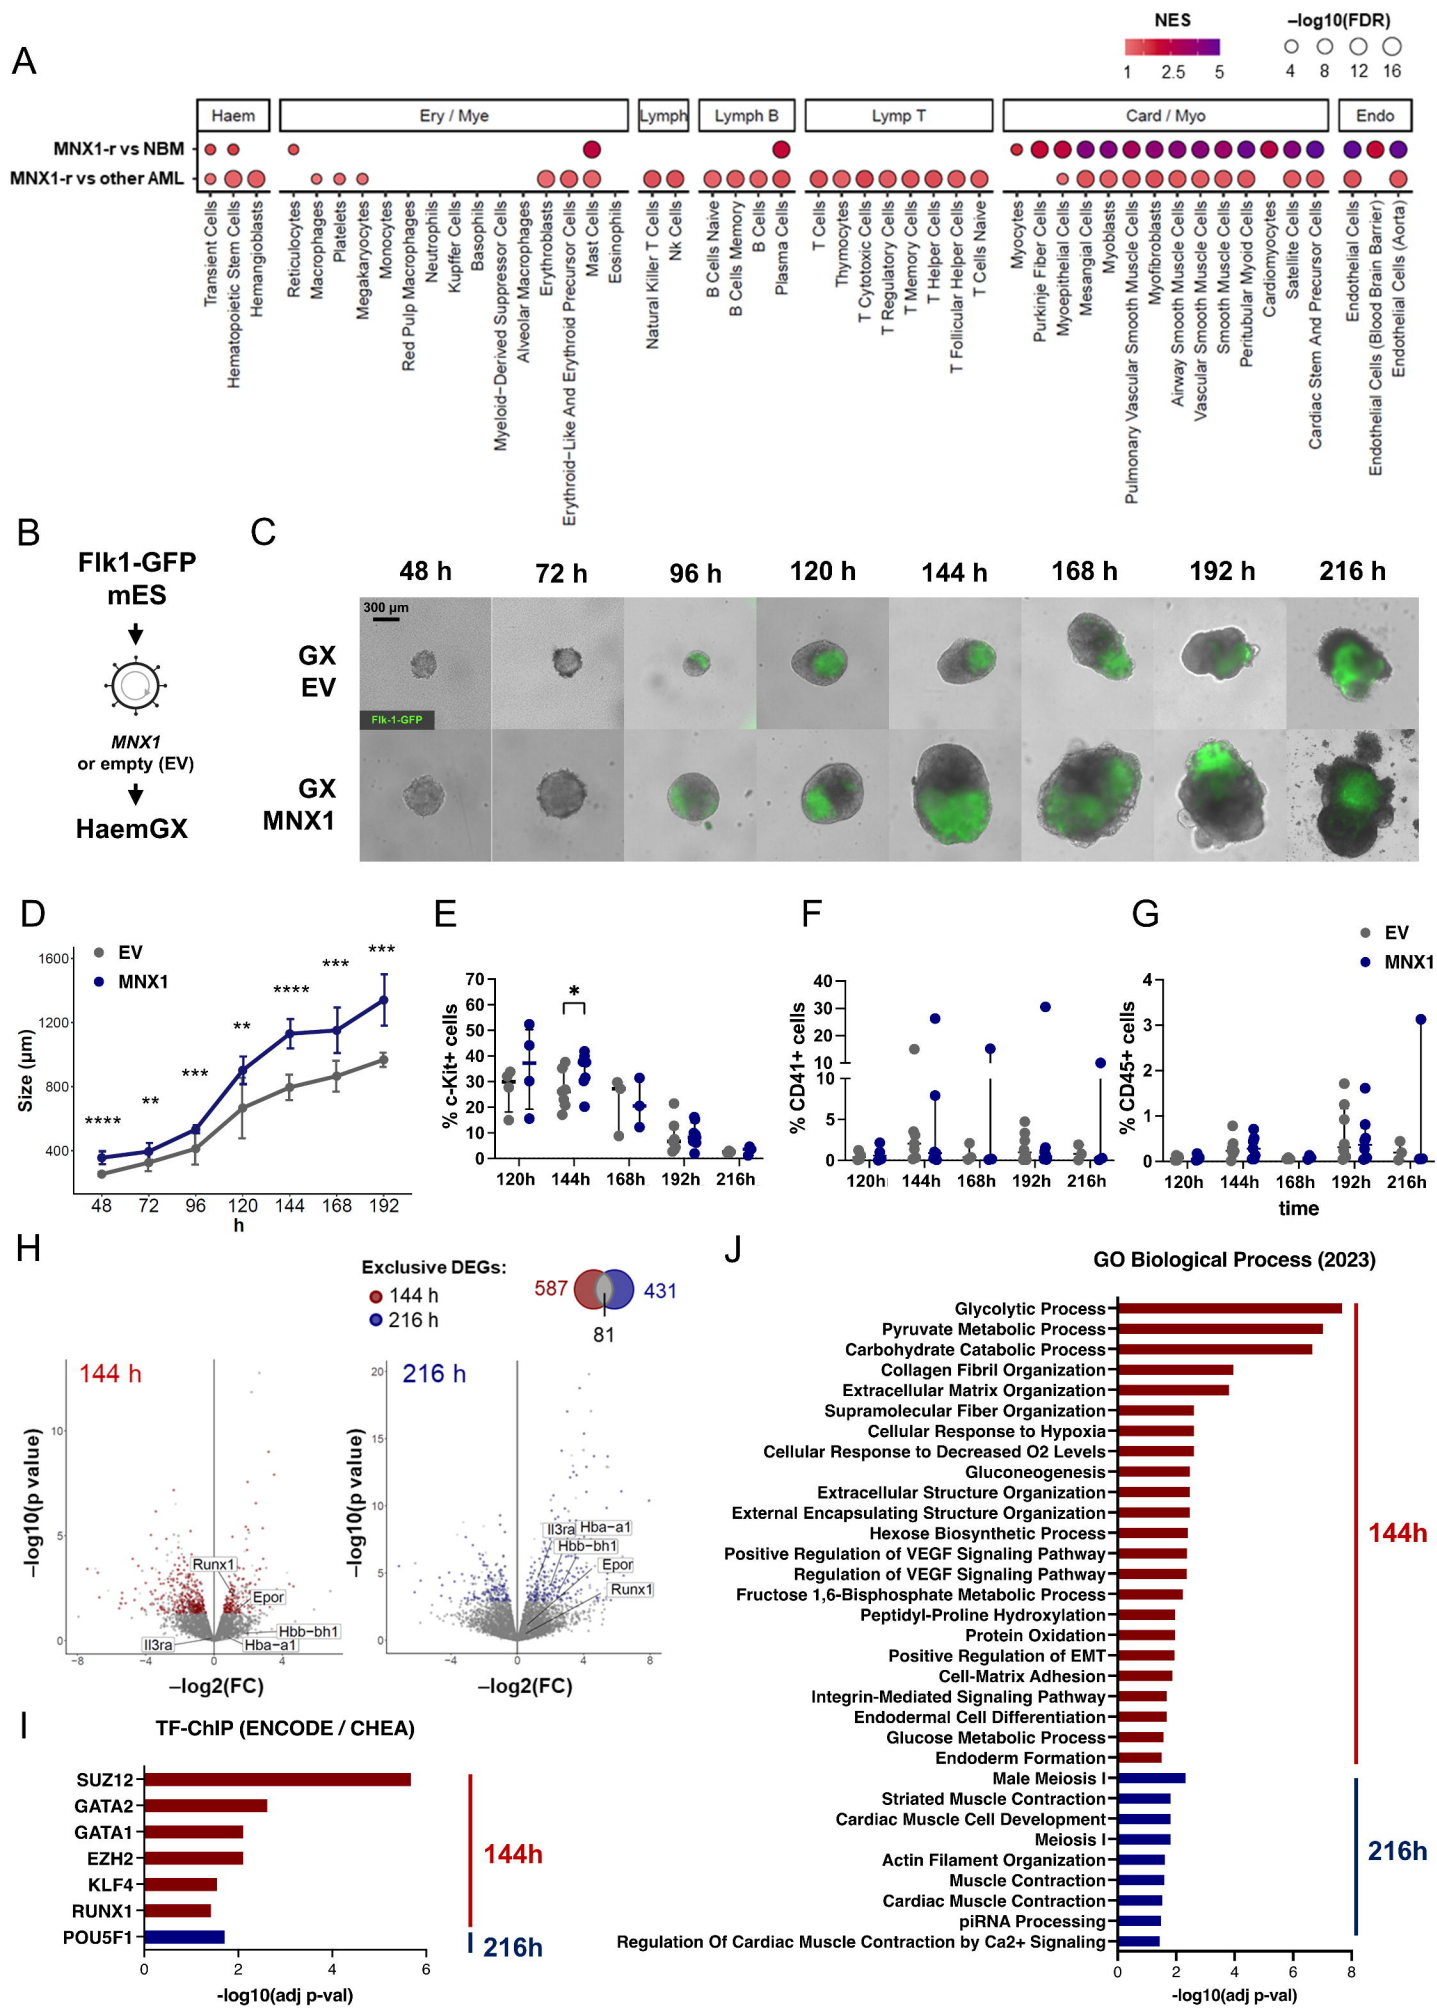 A
NES
1 2.5 5
−log10(FDR)
4 8 12 16
Haem
Ery / Mye
Lymph
Lymph B
Lymp T
Card / Myo
Endo
MNX1-r vs NBM
MNX1-r vs other AML
Transient Cells
Hematopoietic Stem Cells
Hemangioblasts
Reticulocytes
Macrophages
Platelets
Megakaryocytes
Monocytes
Red Pulp Macrophages
Neutrophils
Kupffer Cells
Basophils
Myeloid−Derived Suppressor Cells
Alveolar Macrophages
Erythroblasts
Erythroid−Like And Erythroid Precursor Cells
Mast Cells
Eosinophils
Natural Killer T Cells
Nk Cells
B Cells Naive
B Cells Memory
B Cells
Plasma Cells
T Cells
Thymocytes
T Cytotoxic Cells
T Regulatory Cells
T Memory Cells
T Helper Cells
T Follicular Helper Cells
T Cells Naive
Myocytes
Purkinje Fiber Cells
Myoepithelial Cells
Mesangial Cells
Myoblasts
Pulmonary Vascular Smooth Muscle Cells
Myofibroblasts
Airway Smooth Muscle Cells
Vascular Smooth Muscle Cells
Smooth Muscle Cells
Peritubular Myoid Cells
Cardiomyocytes
Satellite Cells
Cardiac Stem And Precursor Cells
Endothelial Cells
Endothelial Cells (Blood Brain Barrier)
Endothelial Cells (Aorta)
B
Flk1-GFP
mES
MNX1
or empty (EV)
HaemGX
C
48 h
72 h
96 h
120 h
144 h
168 h
192 h
216 h
300 µm
GX
EV
Flk-1-GFP
GX
MNX1
D
EV
MNX1
Size (µm)
1600
1200
800
400
****
**
***
**
****
***
***
48 72 96 120 144 168 192
h
E
% c-Kit+ cells
70
60
50
40
30
20
10
0
*
120h 144h 168h 192h 216h
F
% CD41+ cells
40
30
20
10
10
5
0
120h 144h 168h 192h 216h
G
EV
MNX1
% CD45+ cells
4
3
2
1
0
120h 144h 168h 192h 216h
time
H
Exclusive DEGs:
144 h
216 h
587
431
81
144 h
−log10(p value)
10
5
0
Runx1
Epor
Hbb−bh1
Il3ra
Hba−a1
−8 −4 0 4
−log2(FC)
216 h
−log10(p value)
20
15
10
5
0
Il3ra
Hba−a1
Hbb−bh1
Epor
Runx1
−4 0 4 8
−log2(FC)
I
TF-ChIP (ENCODE / CHEA)
SUZ12
GATA2
GATA1
EZH2
KLF4
RUNX1
POU5F1
144h
216h
0 2 4 6
-log10(adj p-val)
J
GO Biological Process (2023)
Glycolytic Process
Pyruvate Metabolic Process
Carbohydrate Catabolic Process
Collagen Fibril Organization
Extracellular Matrix Organization
Supramolecular Fiber Organization
Cellular Response to Hypoxia
Cellular Response to Decreased O2 Levels
Gluconeogenesis
Extracellular Structure Organization
External Encapsulating Structure Organization
Hexose Biosynthetic Process
Positive Regulation of VEGF Signaling Pathway
Regulation of VEGF Signaling Pathway
Fructose 1,6-Bisphosphate Metabolic Process
Peptidyl-Proline Hydroxylation
Protein Oxidation
Positive Regulation of EMT
Cell-Matrix Adhesion
Integrin-Mediated Signaling Pathway
Endodermal Cell Differentiation
Glucose Metabolic Process
Endoderm Formation
Male Meiosis I
Striated Muscle Contraction
Cardiac Muscle Cell Development
Meiosis I
Actin Filament Organization
Muscle Contraction
Cardiac Muscle Contraction
piRNA Processing
Regulation Of Cardiac Muscle Contraction by Ca2+ Signaling
144h
216h
0 2 4 6 8
-log10(adj p-val)